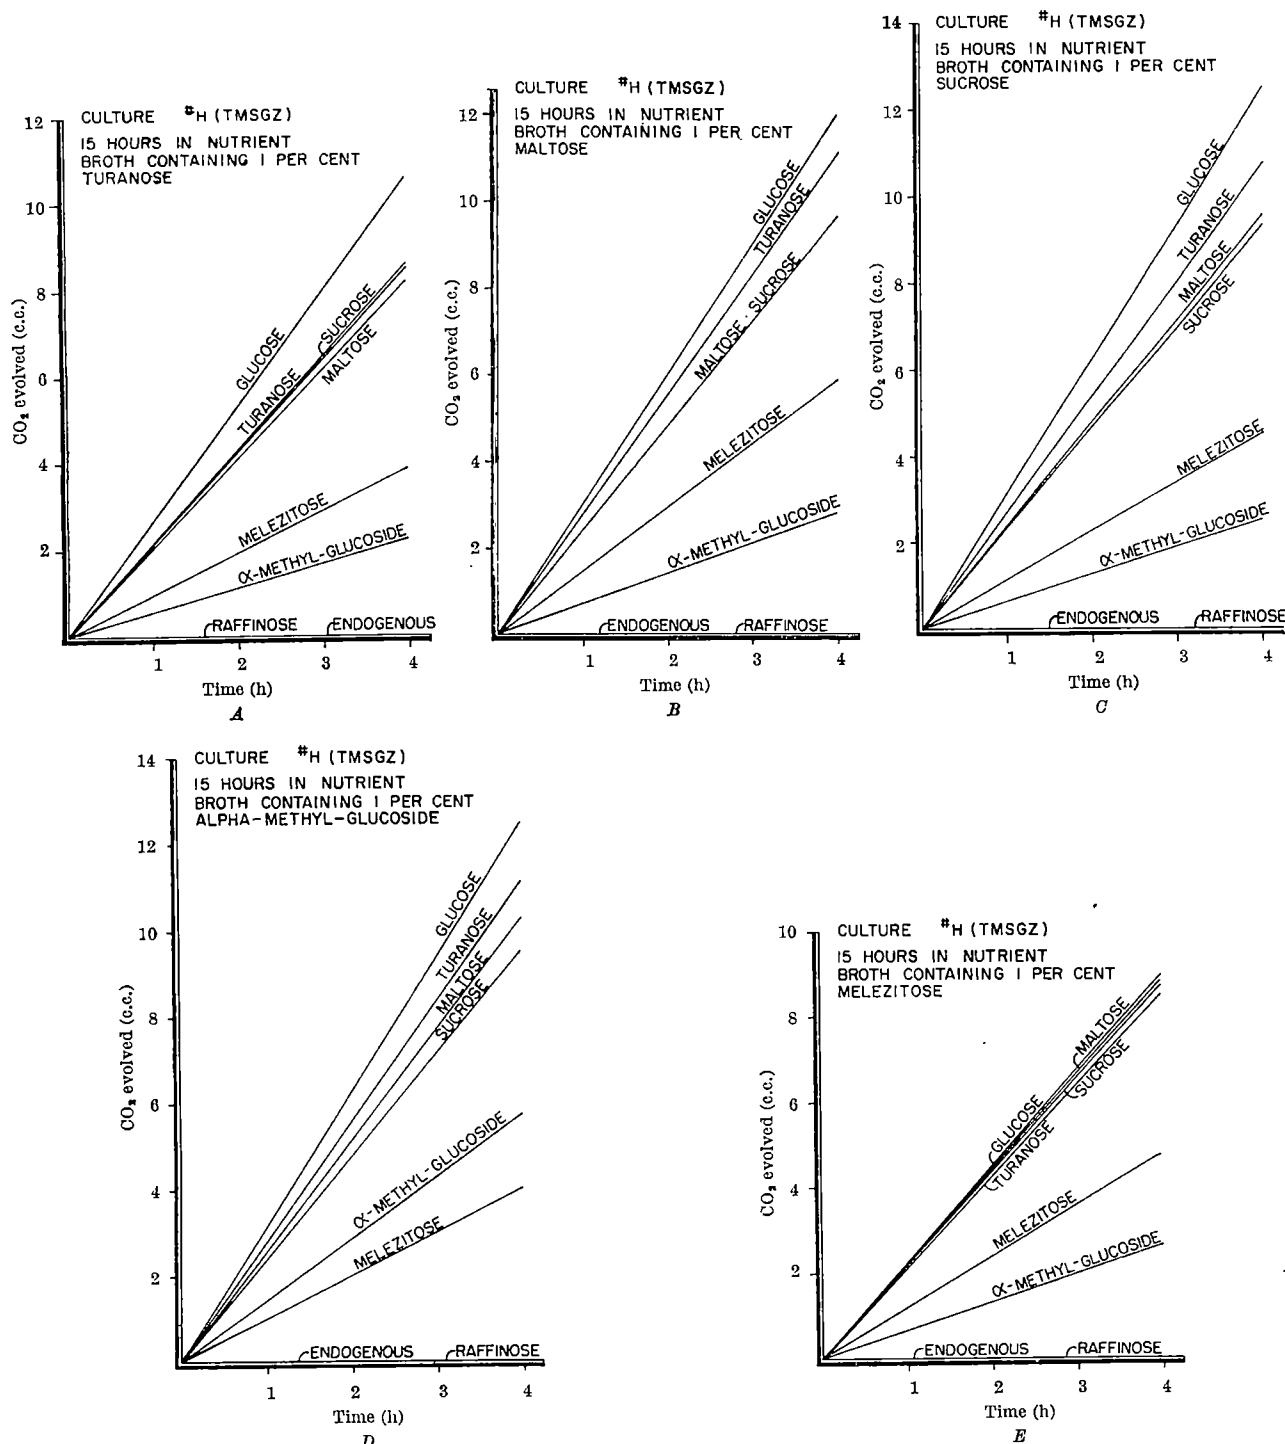 CULTURE #H (TMSGZ)
15 HOURS IN NUTRIENT
BROTH CONTAINING 1 PER CENT
TURANOSE
12
10
8
6
4
2
CO₂ evolved (c.c.)
GLUCOSE
SUCROSE
TURANOSE
MALTOSE
MELEZITOSE
α-METHYL-GLUCOSIDE
RAFFINOSE
ENDOGENOUS
1 2 3 4
Time (h)
A
CULTURE #H (TMSGZ)
15 HOURS IN NUTRIENT
BROTH CONTAINING 1 PER CENT
MALTOSE
12
10
8
6
4
2
CO₂ evolved (c.c.)
GLUCOSE
TURANOSE
MALTOSE · SUCROSE
MELEZITOSE
α-METHYL-GLUCOSIDE
ENDOGENOUS
RAFFINOSE
1 2 3 4
Time (h)
B
CULTURE #H (TMSGZ)
15 HOURS IN NUTRIENT
BROTH CONTAINING 1 PER CENT
SUCROSE
14
12
10
8
6
4
2
CO₂ evolved (c.c.)
GLUCOSE
TURANOSE
MALTOSE
SUCROSE
MELEZITOSE
α-METHYL-GLUCOSIDE
ENDOGENOUS
RAFFINOSE
1 2 3 4
Time (h)
C
CULTURE #H (TMSGZ)
15 HOURS IN NUTRIENT
BROTH CONTAINING 1 PER CENT
ALPHA-METHYL-GLUCOSIDE
14
12
10
8
6
4
2
CO₂ evolved (c.c.)
GLUCOSE
TURANOSE
MALTOSE
SUCROSE
α-METHYL-GLUCOSIDE
MELEZITOSE
ENDOGENOUS
RAFFINOSE
1 2 3 4
Time (h)
D
CULTURE #H (TMSGZ)
15 HOURS IN NUTRIENT
BROTH CONTAINING 1 PER CENT
MELEZITOSE
10
8
6
4
2
CO₂ evolved (c.c.)
MALTOSE
SUCROSE
GLUCOSE
TURANOSE
MELEZITOSE
α-METHYL-GLUCOSIDE
ENDOGENOUS
RAFFINOSE
1 2 3 4
Time (h)
E